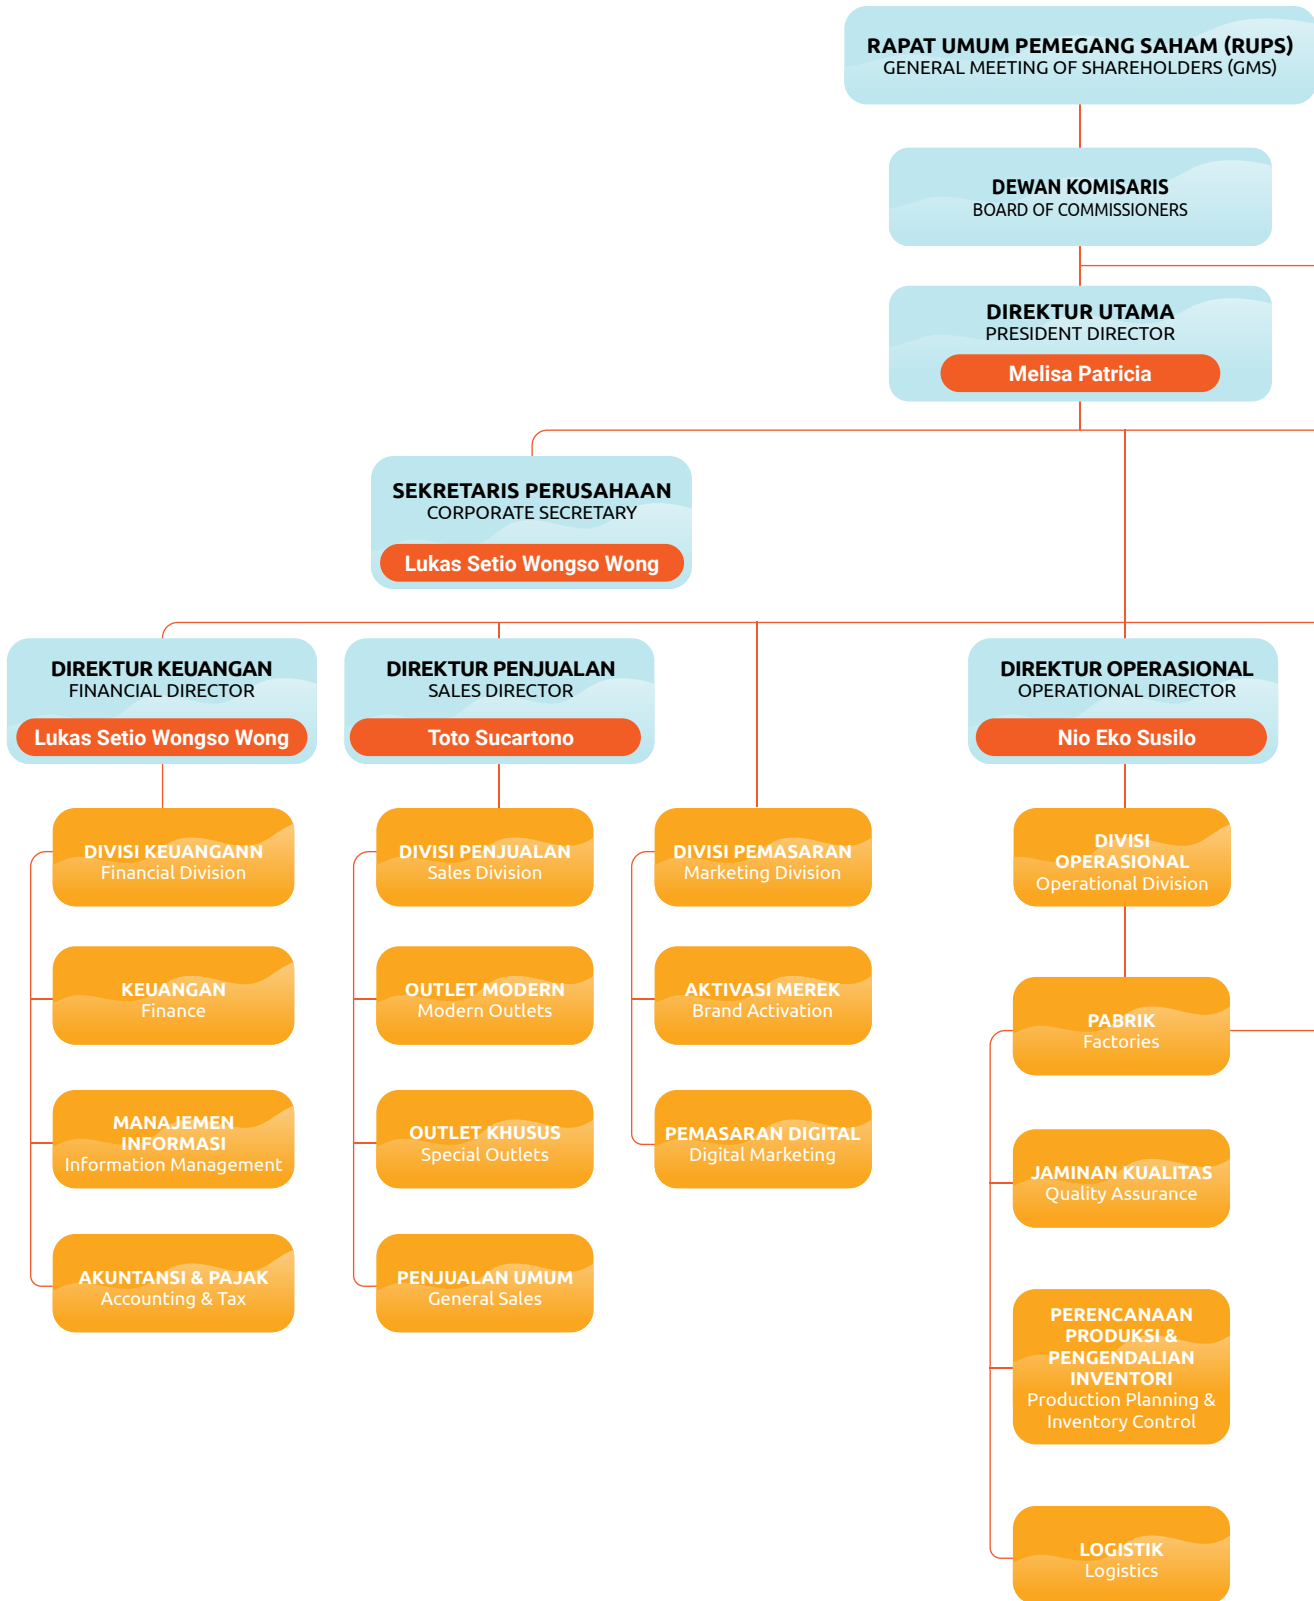 RAPAT UMUM PEMEGANG SAHAM (RUPS)
GENERAL MEETING OF SHAREHOLDERS (GMS)
DEWAN KOMISARIS
BOARD OF COMMISSIONERS
DIREKTUR UTAMA
PRESIDENT DIRECTOR
Melisa Patricia
SEKRETARIS PERUSAHAAN
CORPORATE SECRETARY
Lukas Setio Wongso Wong
DIREKTUR KEUANGAN
FINANCIAL DIRECTOR
Lukas Setio Wongso Wong
DIREKTUR PENJUALAN
SALES DIRECTOR
Toto Sucartono
DIREKTUR OPERASIONAL
OPERATIONAL DIRECTOR
Nio Eko Susilo
DIVISI KEUANGANN
Financial Division
KEUANGAN
Finance
MANAJEMEN
INFORMASI
Information Management
AKUNTANSI & PAJAK
Accounting & Tax
DIVISI PENJUALAN
Sales Division
OUTLET MODERN
Modern Outlets
OUTLET KHUSUS
Special Outlets
PENJUALAN UMUM
General Sales
DIVISI PEMASARAN
Marketing Division
AKTIVASI MEREK
Brand Activation
PEMASARAN DIGITAL
Digital Marketing
DIVISI
OPERASIONAL
Operational Division
PABRIK
Factories
JAMINAN KUALITAS
Quality Assurance
PERENCANAAN
PRODUKSI &
PENGENDALIAN
INVENTORI
Production Planning &
Inventory Control
LOGISTIK
Logistics